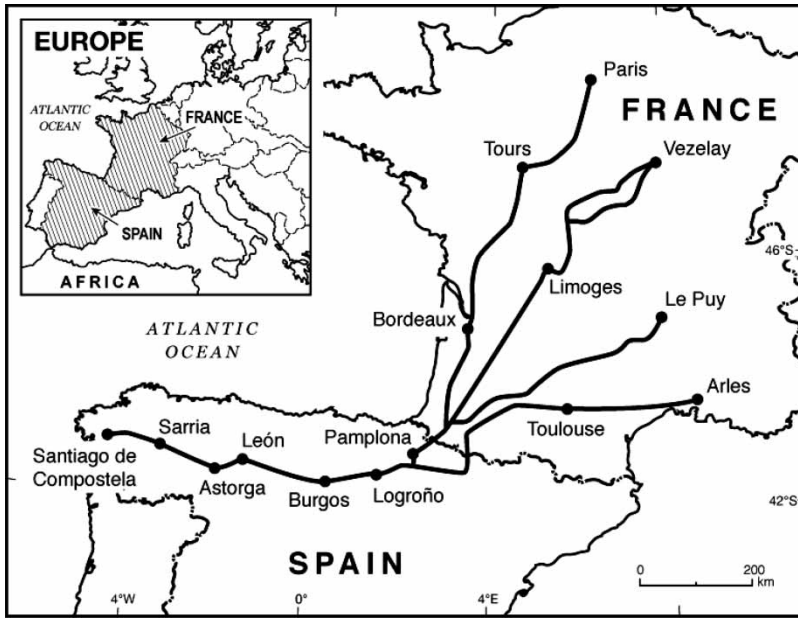 EUROPE
ATLANTIC
OCEAN
FRANCE
SPAIN
AFRICA
Paris
FRANCE
Tours
Vezelay
46°S
Limoges
Le Puy
Bordeaux
ATLANTIC
OCEAN
Arles
Sarria
León
Pamplona
Toulouse
Santiago de
Compostela
Astorga
Burgos
Logroño
42°S
SPAIN
0
200
km
4°W
0°
4°E